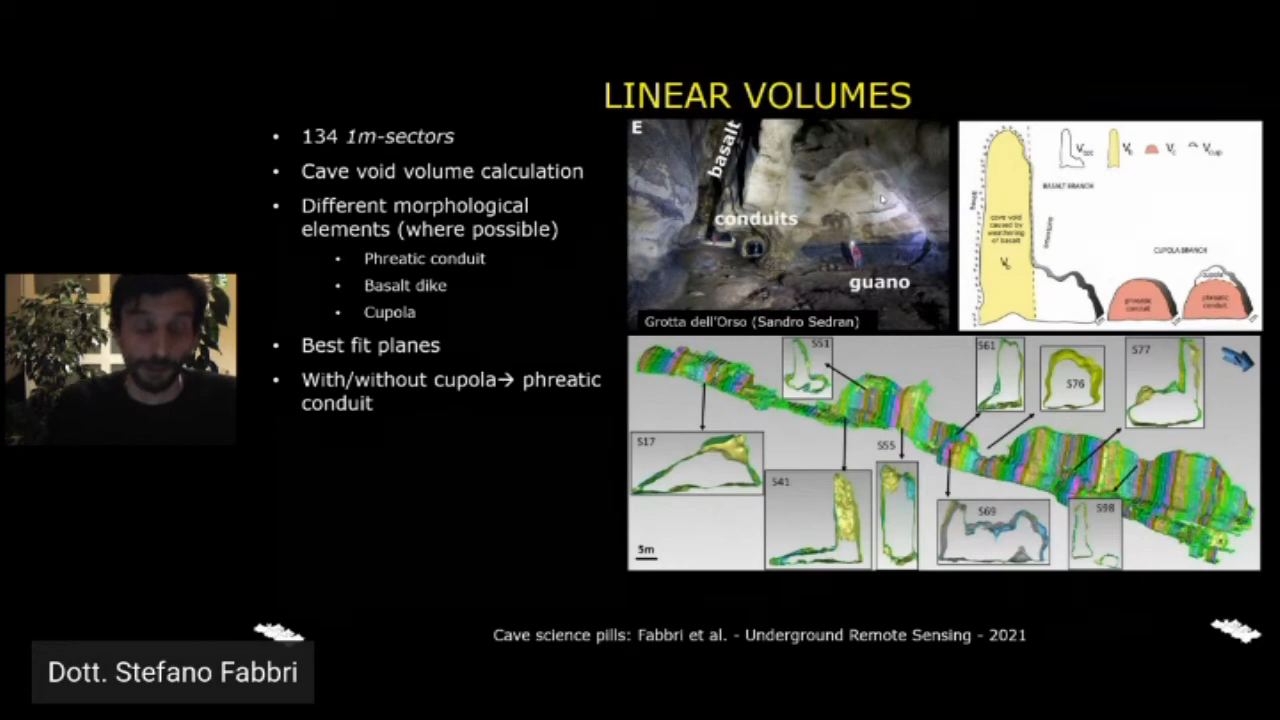 LINEAR VOLUMES
• 134 1m-sectors
• Cave void volume calculation
• Different morphological
elements (where possible)
• Phreatic conduit
• Basalt dike
• Cupola
• Best fit planes
• With/without cupola→ phreatic
conduit
E
basalt
conduits
guano
Grotta dell'Orso (Sandro Sedran)
BASALT BRANCH
cave void
caused by
weathering
of basalt
CUPOLA BRANCH
cupola
phreatic
conduit
phreatic
conduit
S51
S61
S76
S77
S17
S41
S55
S69
S98
5m
Cave science pills: Fabbri et al. - Underground Remote Sensing - 2021
Dott. Stefano Fabbri